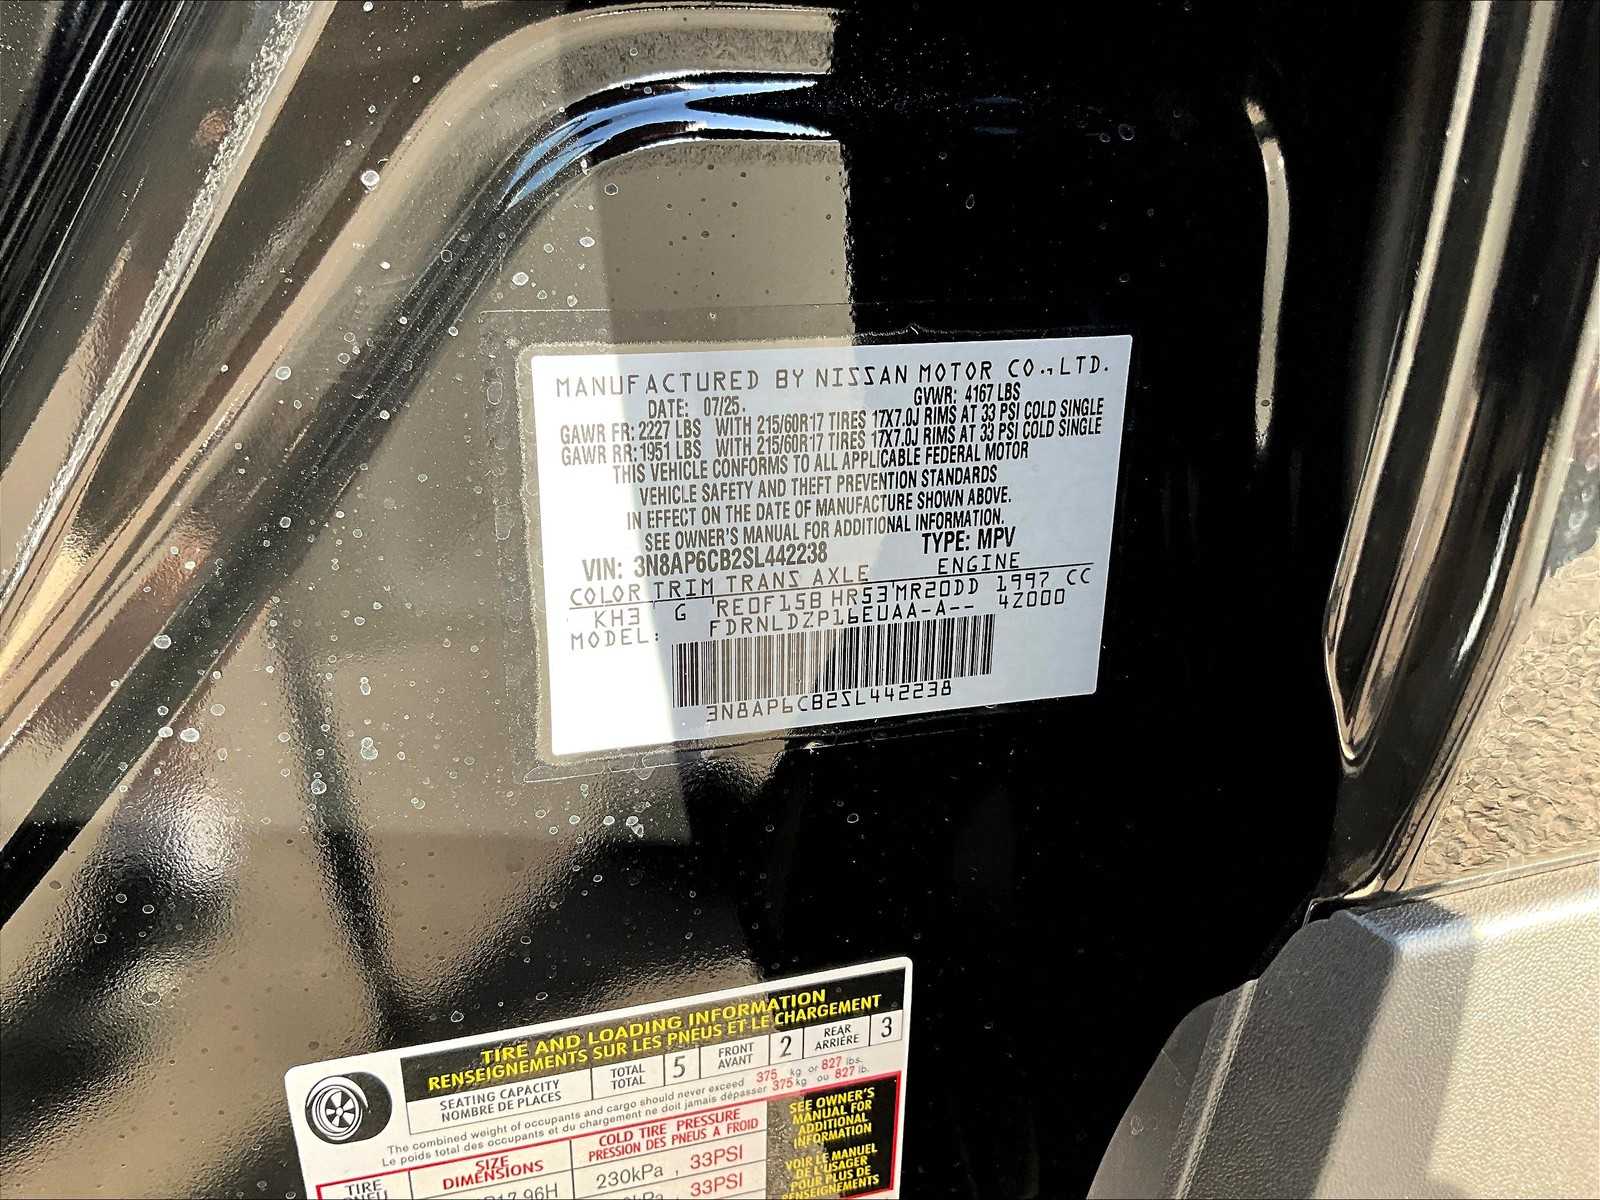 MANUFACTURED BY NISSAN MOTOR CO.,LTD.
DATE: 07/25. GVWR: 4167 LBS
GAWR FR: 2227 LBS WITH 215/60R17 TIRES 17X7.0J RIMS AT 33 PSI COLD SINGLE
GAWR RR: 1951 LBS WITH 215/60R17 TIRES 17X7.0J RIMS AT 33 PSI COLD SINGLE
THIS VEHICLE CONFORMS TO ALL APPLICABLE FEDERAL MOTOR
VEHICLE SAFETY AND THEFT PREVENTION STANDARDS
IN EFFECT ON THE DATE OF MANUFACTURE SHOWN ABOVE.
SEE OWNER'S MANUAL FOR ADDITIONAL INFORMATION.
VIN: 3N8AP6CB2SL442238 TYPE: MPV
COLOR TRIM TRANS AXLE ENGINE
KH3 G RE0F15B HR53 MR20DD 1997 CC
MODEL: FDRNLDZP16EUAA-A-- 4Z000
3N8AP6CB2SL442238
TIRE AND LOADING INFORMATION
RENSEIGNEMENTS SUR LES PNEUS ET LE CHARGEMENT
SEATING CAPACITY TOTAL 5 FRONT 2 REAR 3
NOMBRE DE PLACES TOTAL AVANT ARRIÈRE
The combined weight of occupants and cargo should never exceed 375 kg or 827 lbs.
Le poids total des occupants et du chargement ne doit jamais dépasser 375 kg ou 827 lb.
TIRE SIZE COLD TIRE PRESSURE SEE OWNER'S
DIMENSIONS PRESSION DES PNEUS A FROID MANUAL FOR
ADDITIONAL
INFORMATION
96H 230kPa , 33PSI VOIR LE MANUEL
DE L'USAGER
33PSI POUR PLUS DE
RENSEIGNEMENTS